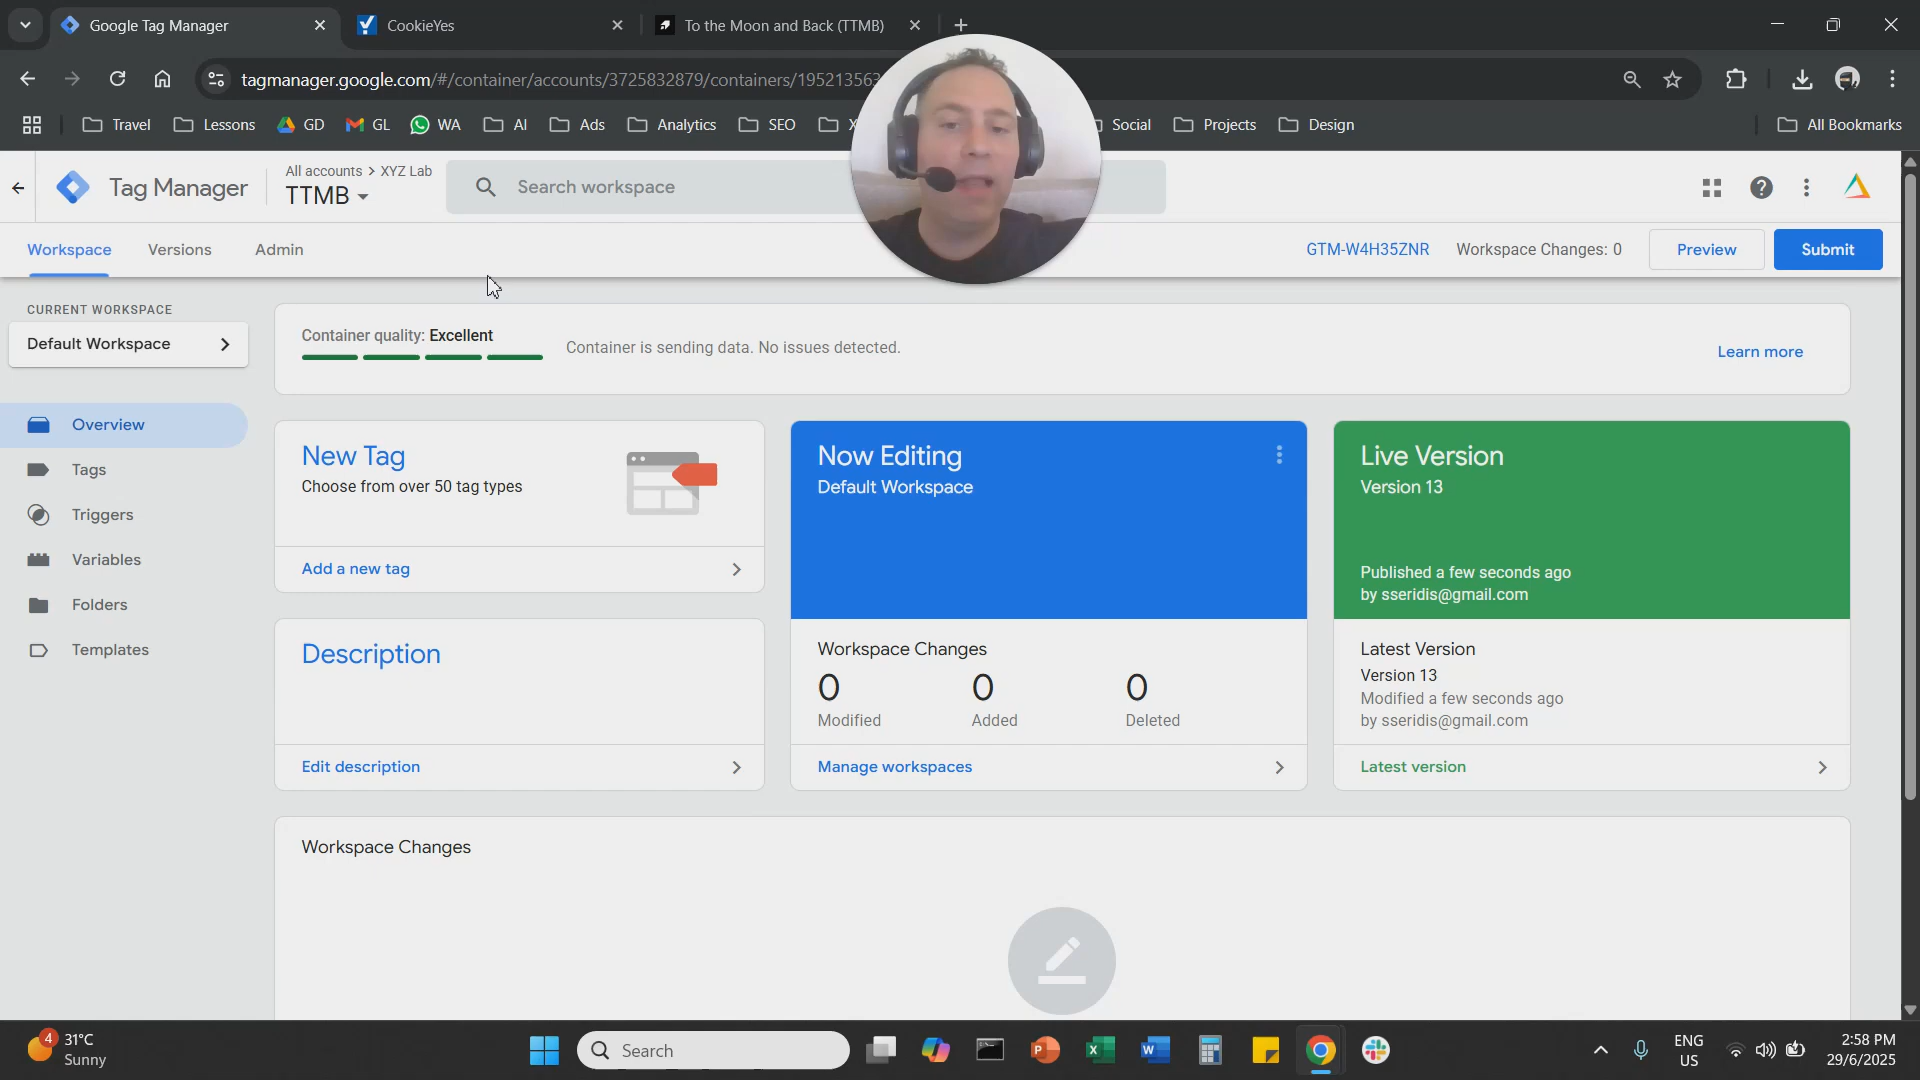 Google Tag Manager
CookieYes
To the Moon and Back (TTMB)
tagmanager.google.com/#/container/accounts/3725832879/containers/195213563
Travel
Lessons
GD
GL
WA
AI
Ads
Analytics
SEO
X
Social
Projects
Design
All Bookmarks
Tag Manager
All accounts > XYZ Lab
TTMB
Search workspace
Workspace
Versions
Admin
GTM-W4H35ZNR
Workspace Changes: 0
Preview
Submit
CURRENT WORKSPACE
Default Workspace
Overview
Tags
Triggers
Variables
Folders
Templates
Container quality: Excellent
Container is sending data. No issues detected.
Learn more
New Tag
Choose from over 50 tag types
Add a new tag
Description
Edit description
Now Editing
Default Workspace
Workspace Changes
0 0 0
Modified Added Deleted
Manage workspaces
Live Version
Version 13
Published a few seconds ago
by sseridis@gmail.com
Latest Version
Version 13
Modified a few seconds ago
by sseridis@gmail.com
Latest version
Workspace Changes
4
31°C
Sunny
Search
ENG
US
2:58 PM
29/6/2025